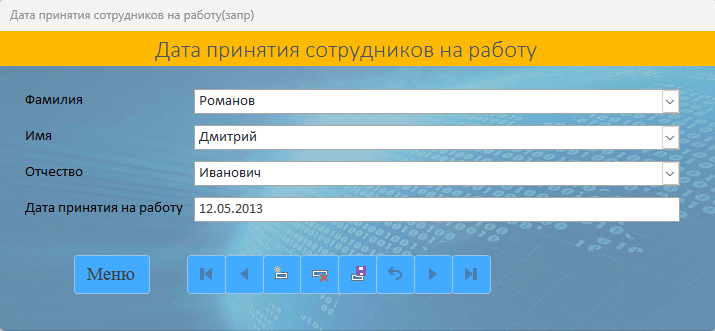 Дата принятия сотрудников на работу(запр)
Дата принятия сотрудников на работу
Фамилия Романов
Имя Дмитрий
Отчество Иванович
Дата принятия на работу 12.05.2013
Меню